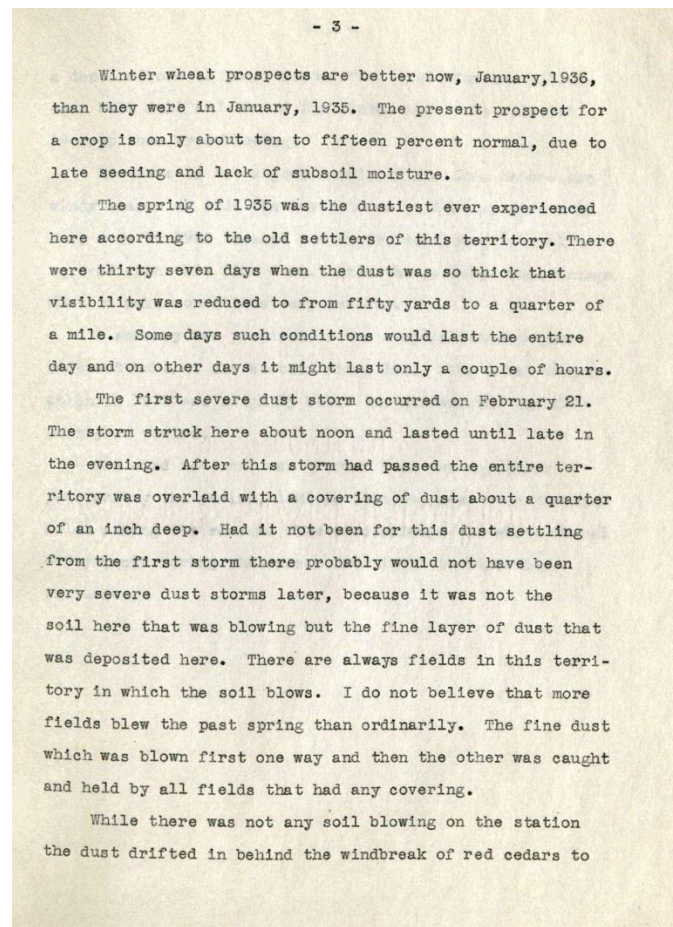 - 3 -
Winter wheat prospects are better now, January,1936,
than they were in January, 1935. The present prospect for
a crop is only about ten to fifteen percent normal, due to
late seeding and lack of subsoil moisture.
The spring of 1935 was the dustiest ever experienced
here according to the old settlers of this territory. There
were thirty seven days when the dust was so thick that
visibility was reduced to from fifty yards to a quarter of
a mile. Some days such conditions would last the entire
day and on other days it might last only a couple of hours.
The first severe dust storm occurred on February 21.
The storm struck here about noon and lasted until late in
the evening. After this storm had passed the entire ter-
ritory was overlaid with a covering of dust about a quarter
of an inch deep. Had it not been for this dust settling
from the first storm there probably would not have been
very severe dust storms later, because it was not the
soil here that was blowing but the fine layer of dust that
was deposited here. There are always fields in this terri-
tory in which the soil blows. I do not believe that more
fields blew the past spring than ordinarily. The fine dust
which was blown first one way and then the other was caught
and held by all fields that had any covering.
While there was not any soil blowing on the station
the dust drifted in behind the windbreak of red cedars to